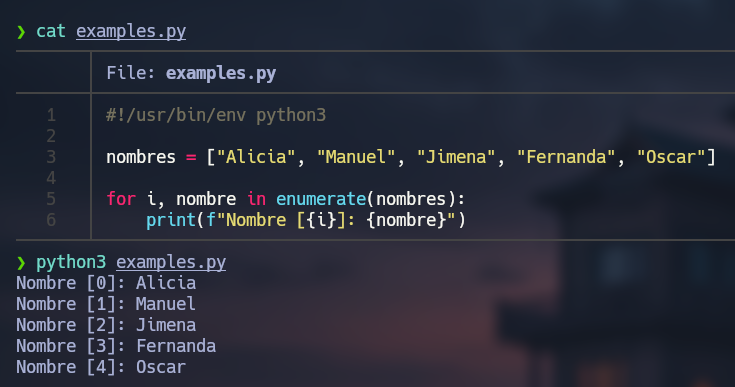 ❯ cat examples.py
File: examples.py
1 #!/usr/bin/env python3
2
3 nombres = ["Alicia", "Manuel", "Jimena", "Fernanda", "Oscar"]
4
5 for i, nombre in enumerate(nombres):
6     print(f"Nombre [{i}]: {nombre}")
❯ python3 examples.py
Nombre [0]: Alicia
Nombre [1]: Manuel
Nombre [2]: Jimena
Nombre [3]: Fernanda
Nombre [4]: Oscar